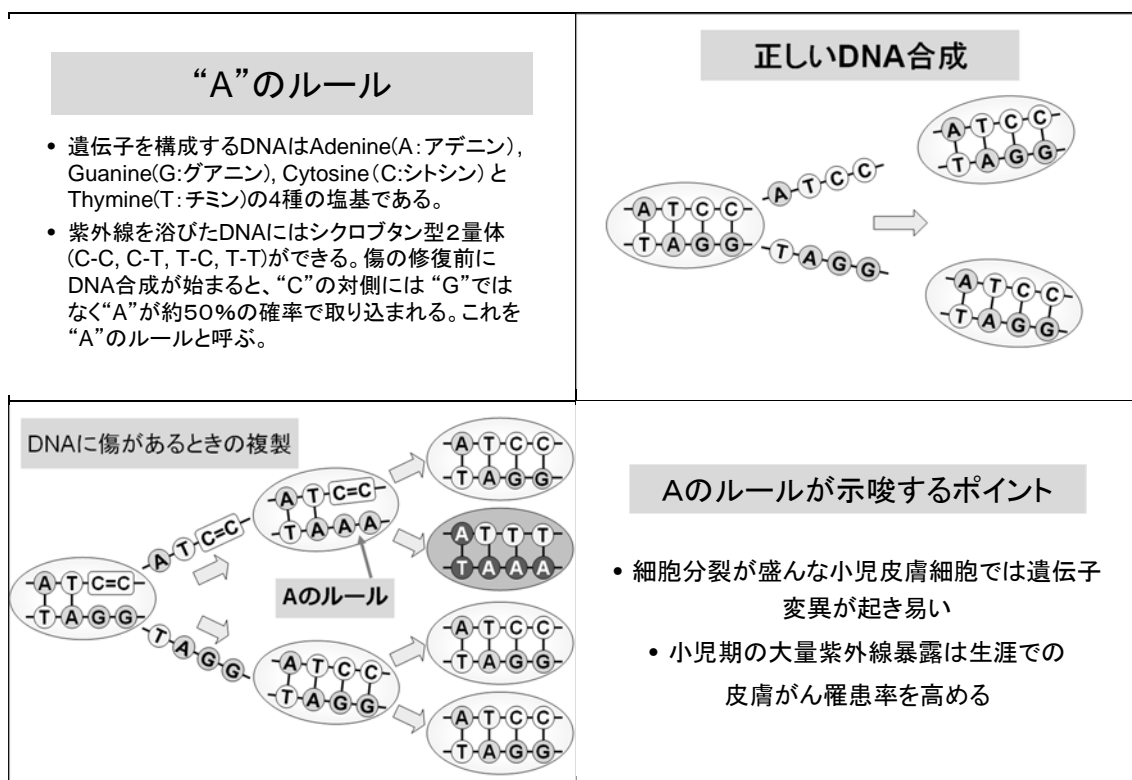 “A”のルール
• 遺伝子を構成するDNAはAdenine(A：アデニン),
Guanine(G:グアニン), Cytosine（C:シトシン）と
Thymine(T：チミン)の4種の塩基である。
• 紫外線を浴びたDNAにはシクロブタン型２量体
(C-C, C-T, T-C, T-T)ができる。傷の修復前に
DNA合成が始まると、“C”の対側には “G”では
なく“A”が約５０％の確率で取り込まれる。これを
“A”のルールと呼ぶ。
正しいDNA合成
A T C C
T A G G
A T C C
T A G G
A T C C
T A G G
A T C C
T A G G
DNAに傷があるときの複製
A T C=C
T A G G
A T C=C
T A G G
A T C=C
T A A A
Aのルール
A T C C
T A G G
A T C C
T A G G
A T T T
T A A A
A T C C
T A G G
A T C C
T A G G
Aのルールが示唆するポイント
• 細胞分裂が盛んな小児皮膚細胞では遺伝子
変異が起き易い
• 小児期の大量紫外線暴露は生涯での
皮膚がん罹患率を高める